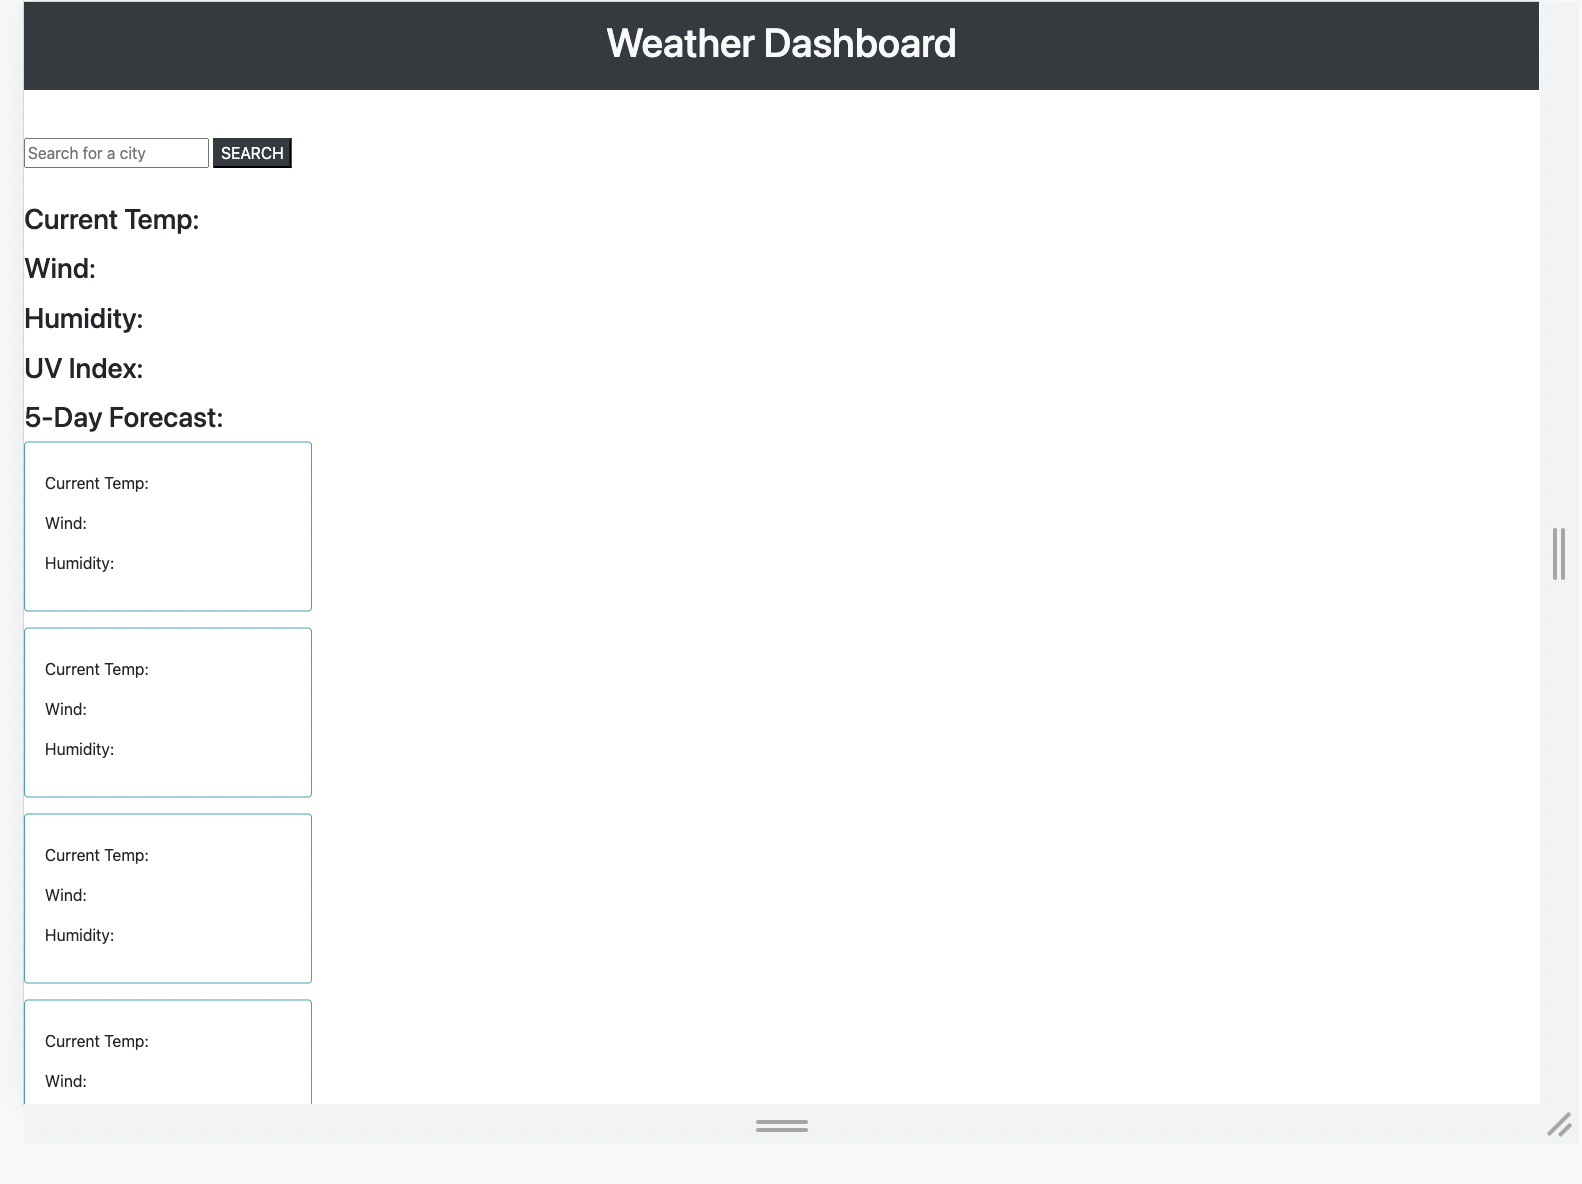 Weather Dashboard
Search for a city SEARCH
Current Temp:
Wind:
Humidity:
UV Index:
5-Day Forecast:
Current Temp:
Wind:
Humidity:
Current Temp:
Wind:
Humidity:
Current Temp:
Wind:
Humidity:
Current Temp:
Wind: